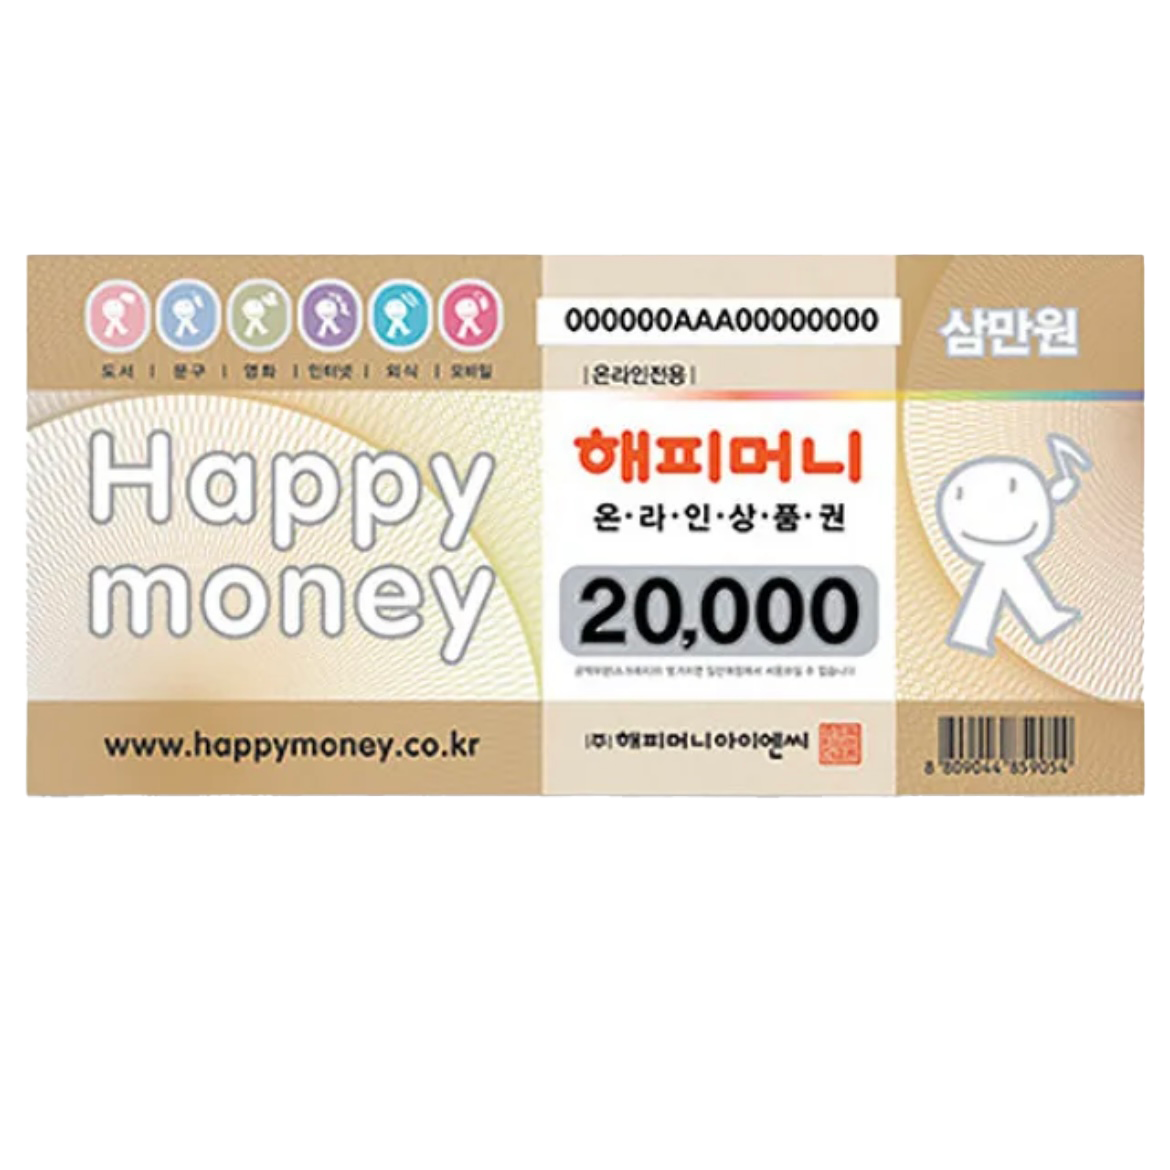 000000AAA00000000
삼만원
도서 | 문구 | 영화 | 인터넷 | 외식 | 모바일
|온라인전용|
Happy
money
해피머니
온·라·인·상·품·권
20,000
www.happymoney.co.kr
(주)해피머니아이엔씨
8 809044 859054